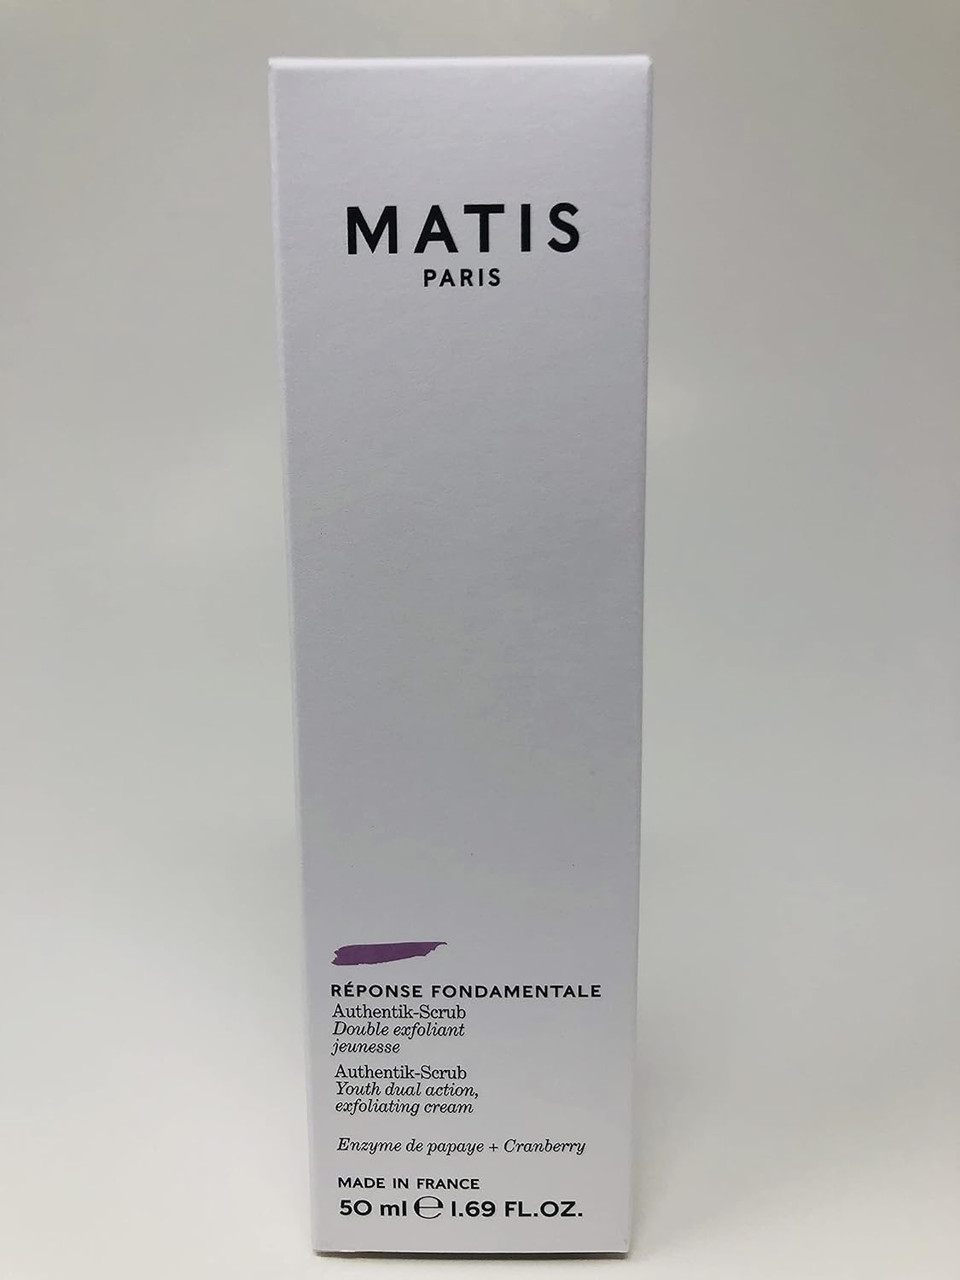 MATIS
PARIS
RÉPONSE FONDAMENTALE
Authentik-Scrub
Double exfoliant
jeunesse
Authentik-Scrub
Youth dual action,
exfoliating cream
Enzyme de papaye + Cranberry
MADE IN FRANCE
50 ml ℮ 1.69 FL.OZ.